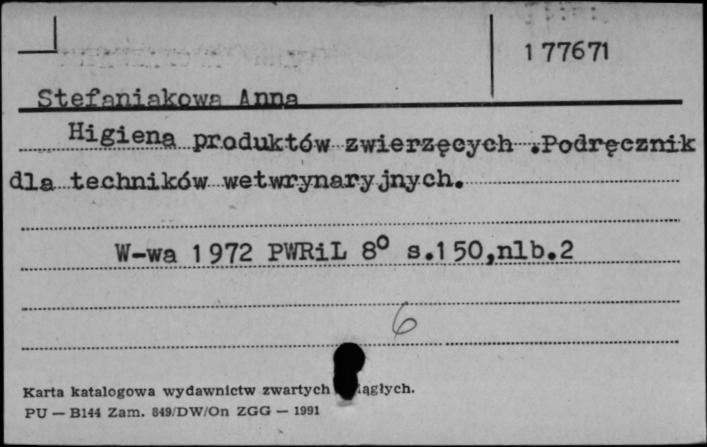 177671
Stefaniakowa Anna
Higiena produktów zwierzęcych .Podręcznik
dla techników wetwrynaryjnych.
W-wa 1972 PWRiL 8° s.150,nlb.2
6
Karta katalogowa wydawnictw zwartych iągłych.
PU — B144 Zam. 849/DW/On ZGG — 1991